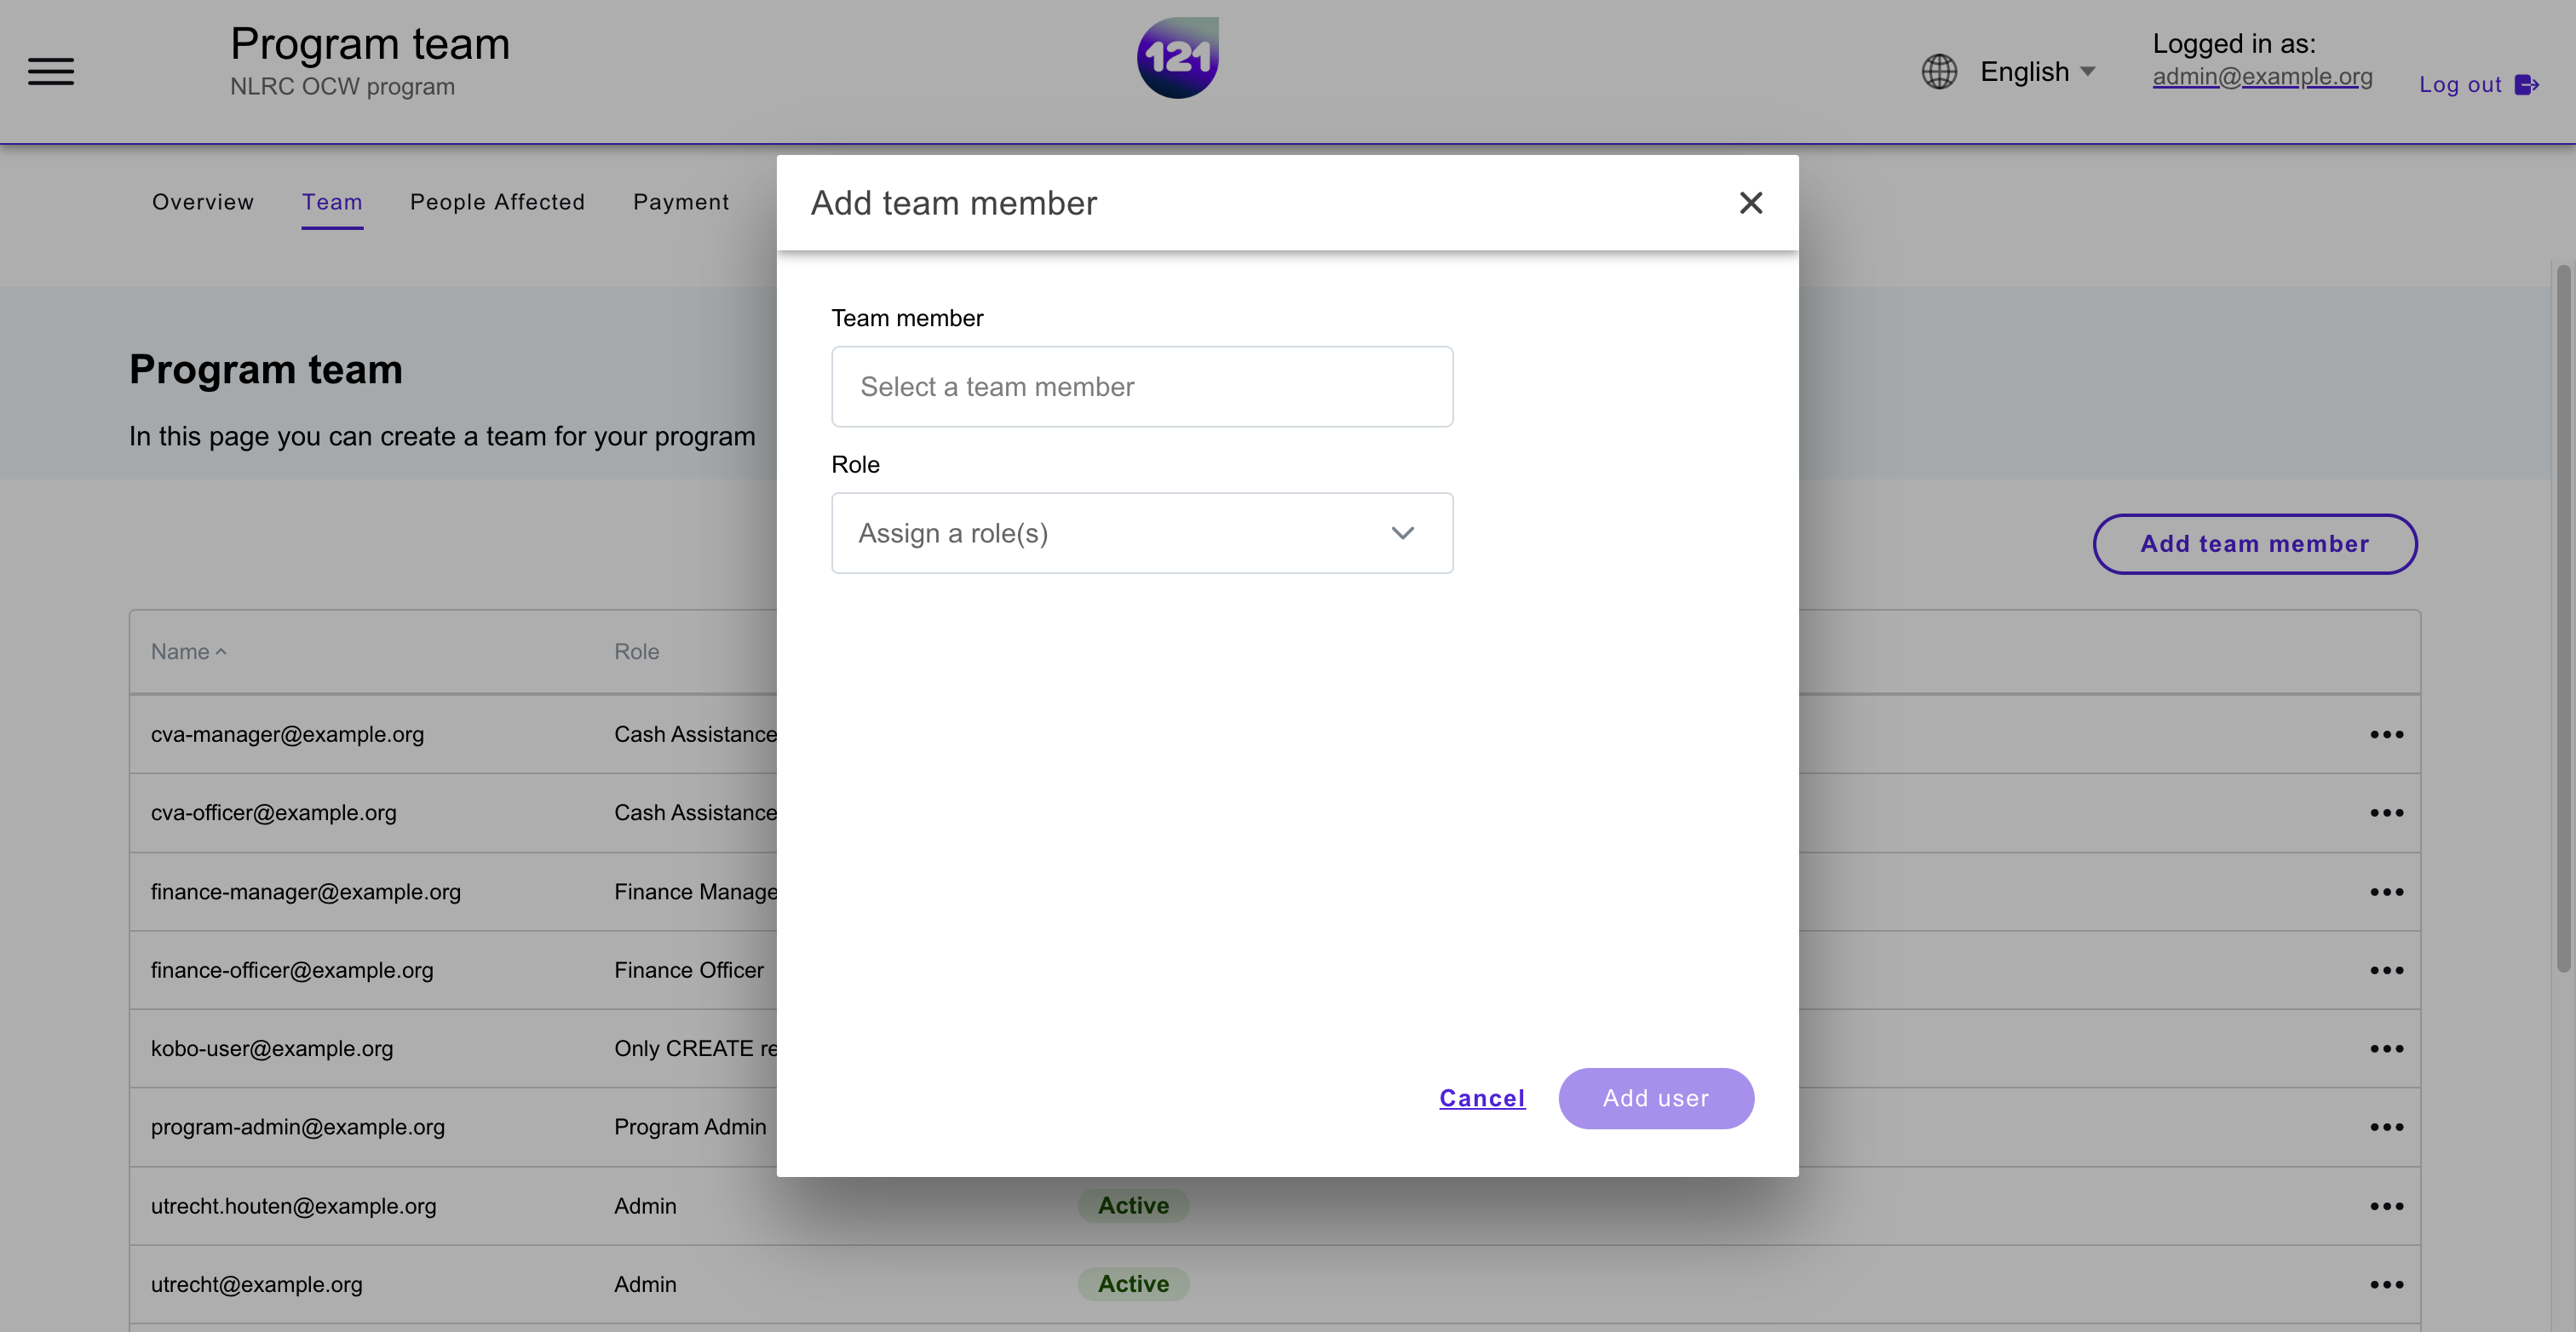 Program team
NLRC OCW program
121
English
Logged in as:
admin@example.org
Log out
Overview
Team
People Affected
Payment
Add team member
Team member
Select a team member
Role
Assign a role(s)
Cancel
Add user
Program team
In this page you can create a team for your program
Add team member
Name
Role
cva-manager@example.org
Cash Assistance
cva-officer@example.org
Cash Assistance
finance-manager@example.org
Finance Manage
finance-officer@example.org
Finance Officer
kobo-user@example.org
Only CREATE re
program-admin@example.org
Program Admin
utrecht.houten@example.org
Admin
Active
utrecht@example.org
Admin
Active